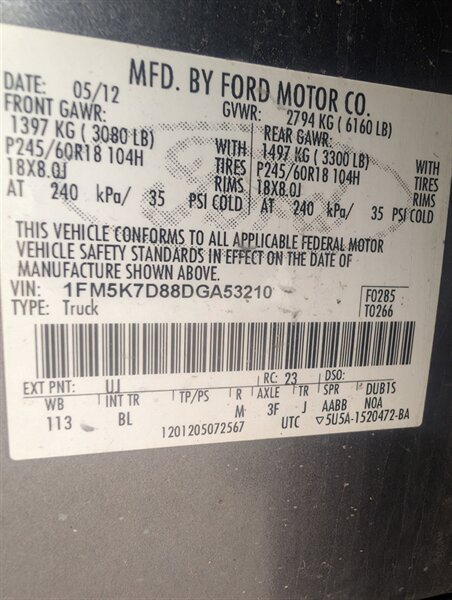 MFD. BY FORD MOTOR CO.
DATE: 05/12 GVWR: 2794 KG ( 6160 LB)
FRONT GAWR: REAR GAWR:
1397 KG ( 3080 LB) WITH 1497 KG ( 3300 LB) WITH
P245/60R18 104H TIRES P245/60R18 104H TIRES
18X8.0J RIMS 18X8.0J RIMS
AT 240 kPa/ 35 PSI COLD AT 240 kPa/ 35 PSI COLD
Ford
THIS VEHICLE CONFORMS TO ALL APPLICABLE FEDERAL MOTOR
VEHICLE SAFETY STANDARDS IN EFFECT ON THE DATE OF
MANUFACTURE SHOWN ABOVE.
VIN: 1FM5K7D88DGA53210 F0285
TYPE: Truck T0266
EXT PNT: UJ RC: 23 DSO:
WB INT TR TP/PS R AXLE TR SPR DUB1S
113 BL M 3F J AABB NOA
1201205072567 UTC ▽5U5A-1520472-BA